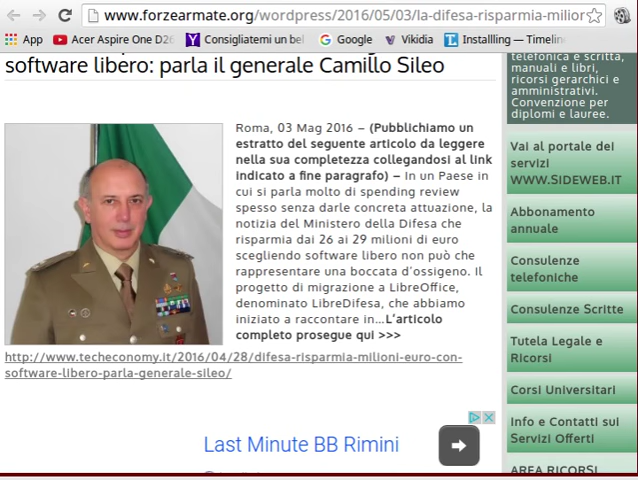 www.forzearmate.org/wordpress/2016/05/03/la-difesa-risparmia-milior
App
Acer Aspire One D26
Consigliatemi un bel
Google
Vikidia
Installlng — Timelin
software libero: parla il generale Camillo Sileo
Roma, 03 Mag 2016 – (Pubblichiamo un
estratto del seguente articolo da leggere
nella sua completezza collegandosi al link
indicato a fine paragrafo) – In un Paese in
cui si parla molto di spending review
spesso senza darle concreta attuazione, la
notizia del Ministero della Difesa che
risparmia dai 26 ai 29 milioni di euro
scegliendo software libero non può che
rappresentare una boccata d'ossigeno. Il
progetto di migrazione a LibreOffice,
denominato LibreDifesa, che abbiamo
iniziato a raccontare in...L'articolo
completo prosegue qui >>>
http://www.techeconomy.it/2016/04/28/difesa-risparmia-milioni-euro-con-
software-libero-parla-generale-sileo/
Last Minute BB Rimini
telefonica e scritta,
manuali e libri,
ricorsi gerarchici e
amministrativi.
Convenzione per
diplomi e lauree.
Vai al portale dei
servizi
WWW.SIDEWEB.IT
Abbonamento
annuale
Consulenze
telefoniche
Consulenze Scritte
Tutela Legale e
Ricorsi
Corsi Universitari
Info e Contatti sui
Servizi Offerti
AREA RICORSI